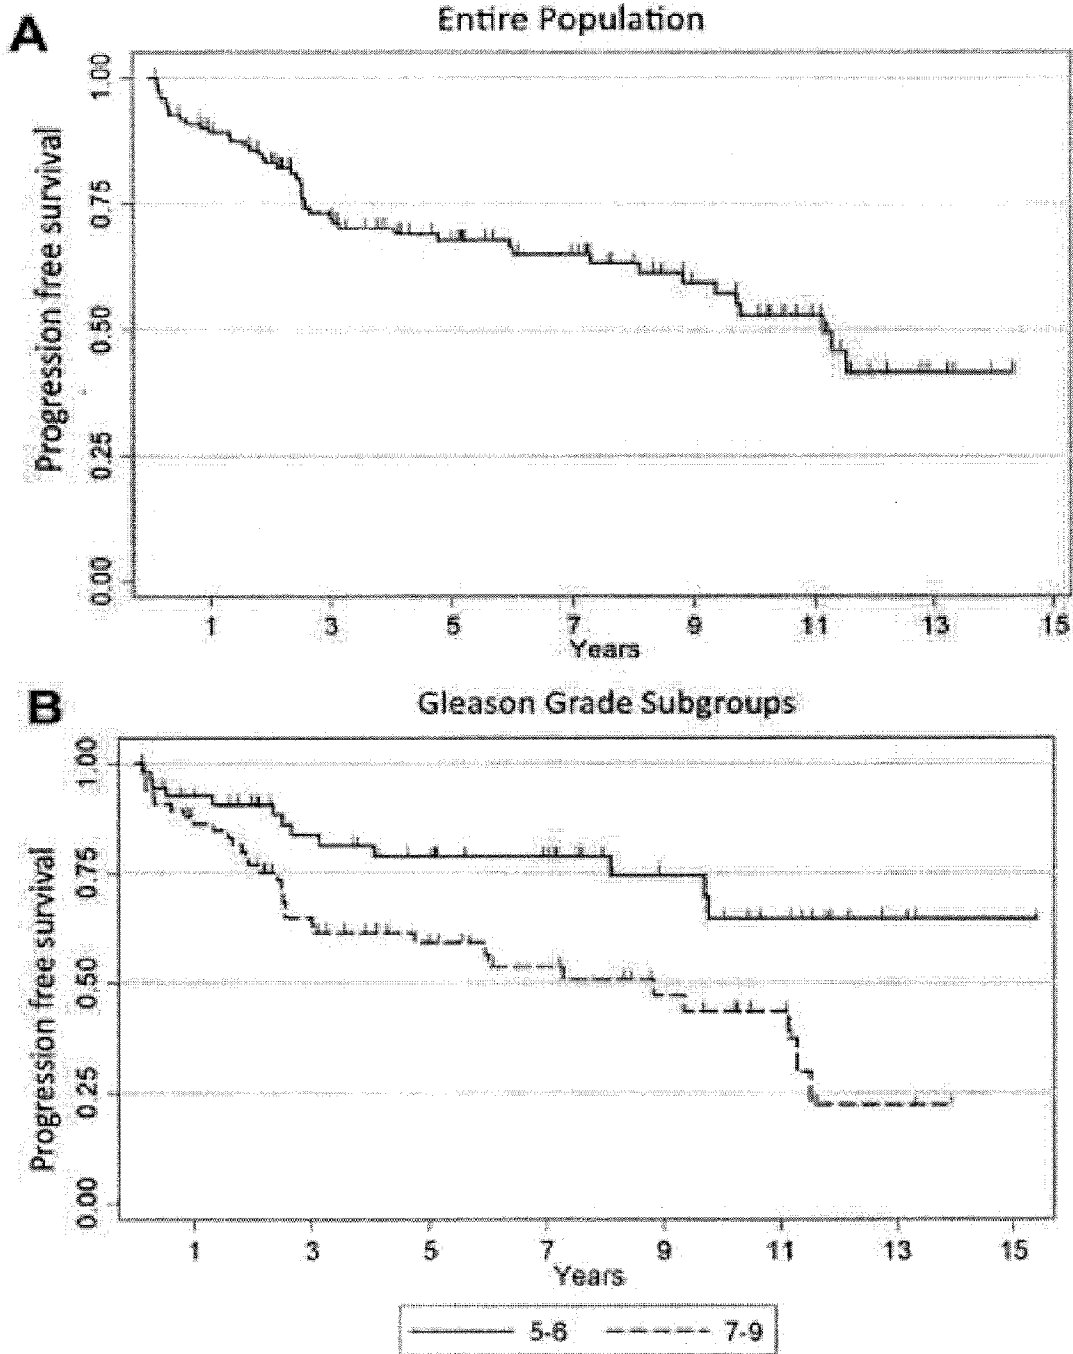 A
Entire Population
Progression free survival
1.00
0.75
0.50
0.25
0.00
1 3 5 7 9 11 13 15
Years
B
Gleason Grade Subgroups
Progression free survival
1.00
0.75
0.50
0.25
0.00
1 3 5 7 9 11 13 15
Years
5-6 7-9